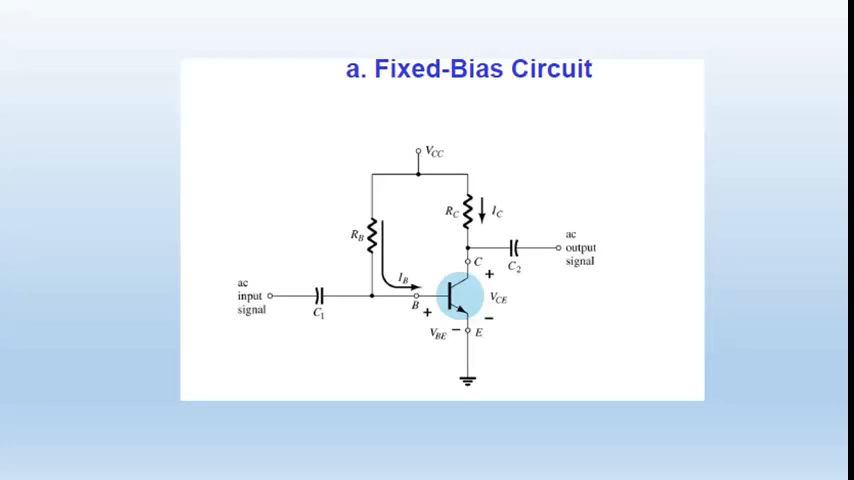 a. Fixed-Bias Circuit
VCC
RC
IC
RB
ac
output
signal
C
C2
+
IB
ac
input
signal
C1
B
+
VCE
−
VBE
−
E